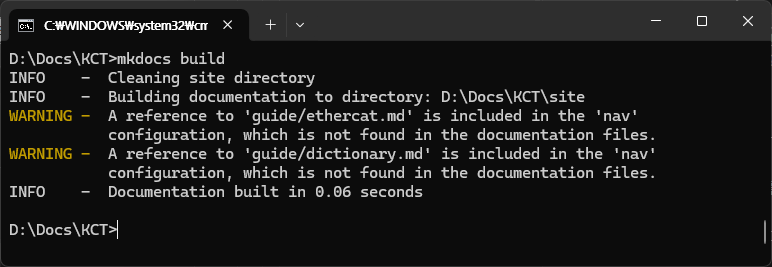 C:₩WINDOWS₩system32₩cm
D:\Docs\KCT>mkdocs build
INFO    -  Cleaning site directory
INFO    -  Building documentation to directory: D:\Docs\KCT\site
WARNING -  A reference to 'guide/ethercat.md' is included in the 'nav'
           configuration, which is not found in the documentation files.
WARNING -  A reference to 'guide/dictionary.md' is included in the 'nav'
           configuration, which is not found in the documentation files.
INFO    -  Documentation built in 0.06 seconds
D:\Docs\KCT>